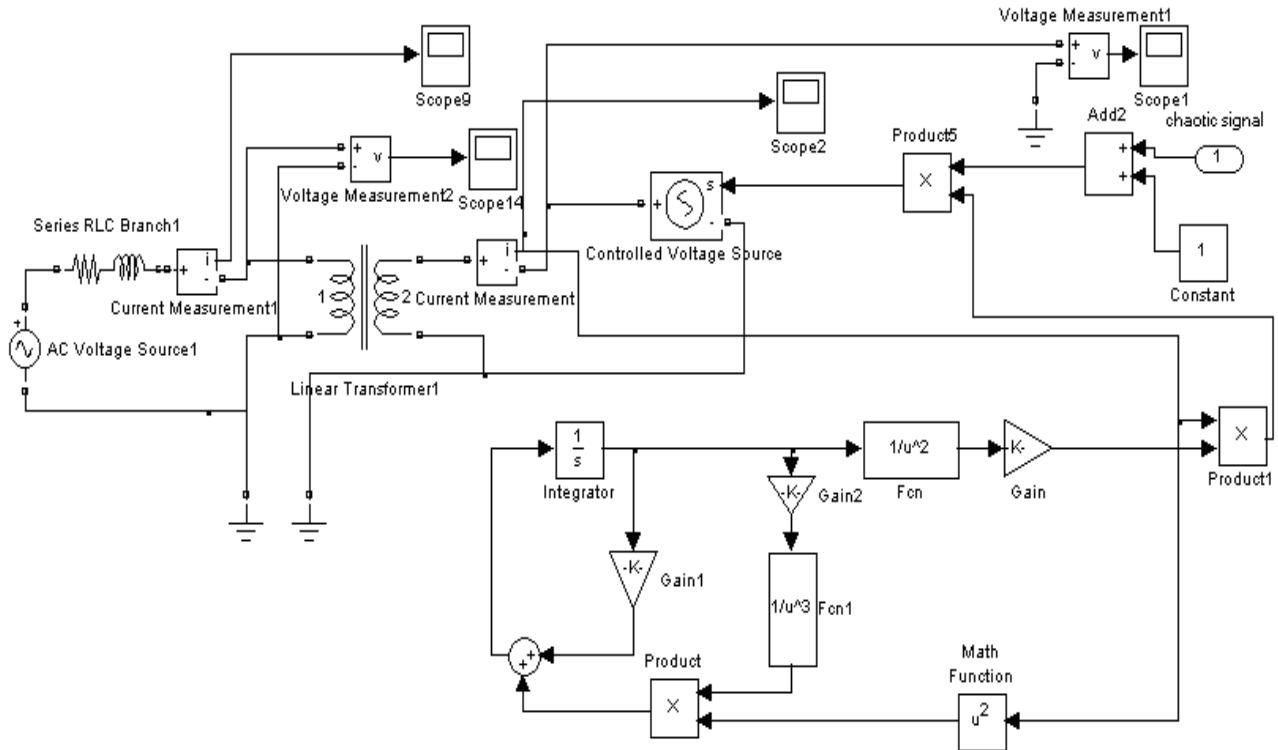 Voltage Measurement1
+
-
v
Scope9
Scope1
chaotic signal
Add2
+
+
1
Scope2
Product5
X
+
-
v
Voltage Measurement2
Scope14
s
+
-
Controlled Voltage Source
1
Constant
Series RLC Branch1
+
i
-
Current Measurement1
1
2
+
i
-
Current Measurement
+
AC Voltage Source1
Linear Transformer1
1
s
Integrator
1/u^2
Fcn
-K-
Gain
X
Product1
-K-
Gain2
-K-
Gain1
1/u^3
Fcn1
+
+
Product
X
Math
Function
u2